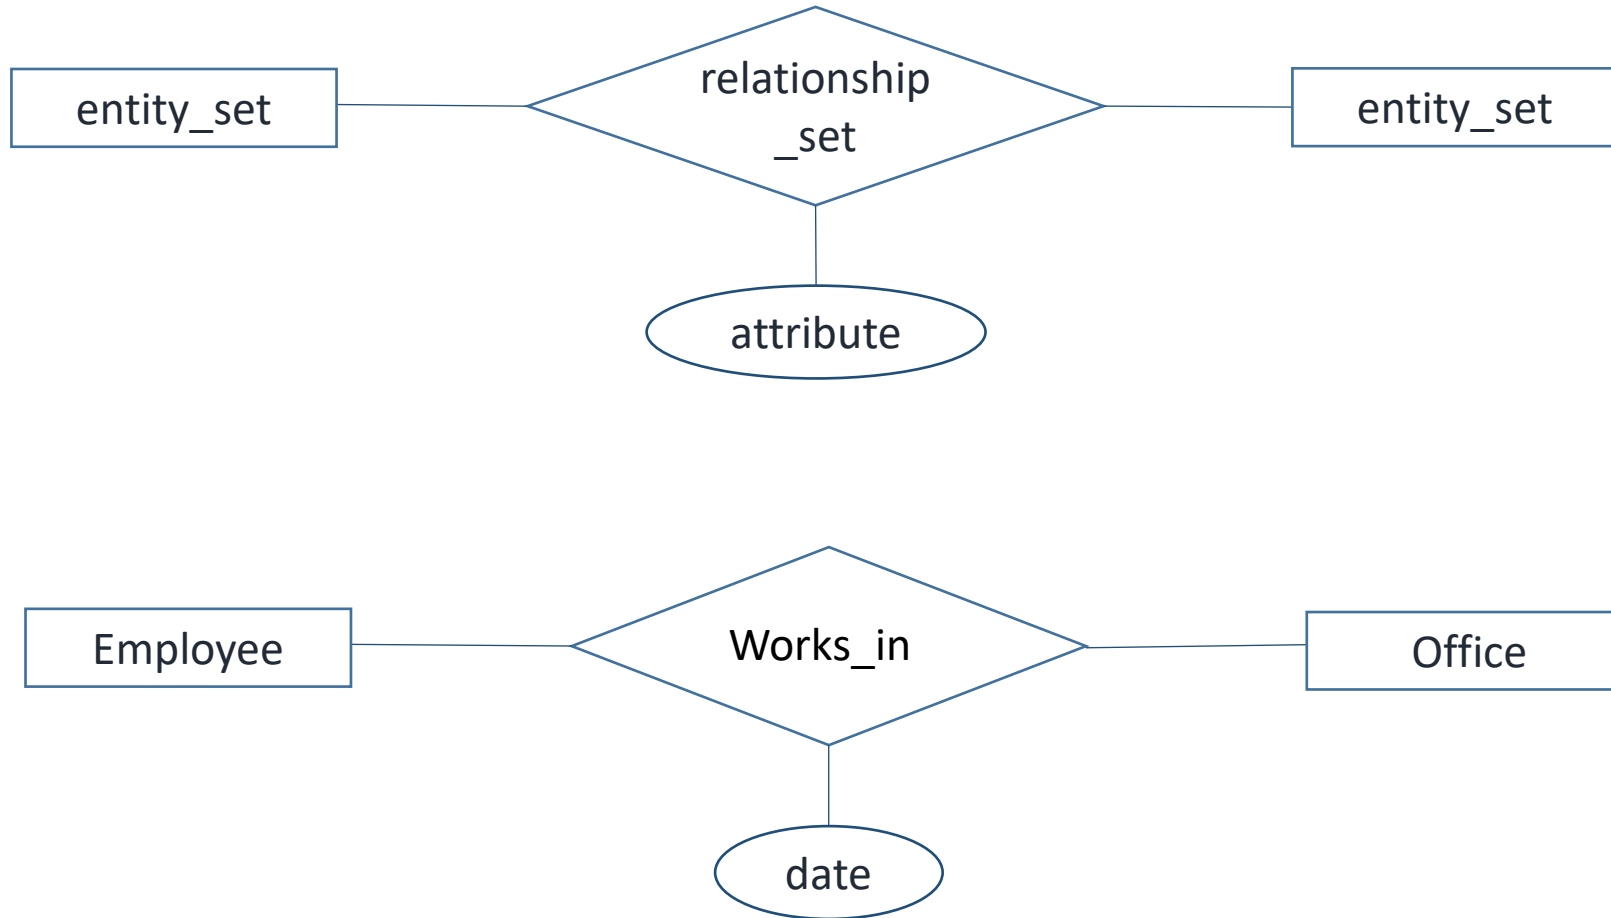 entity_set
relationship
_set
entity_set
attribute
Employee
Works_in
Office
date